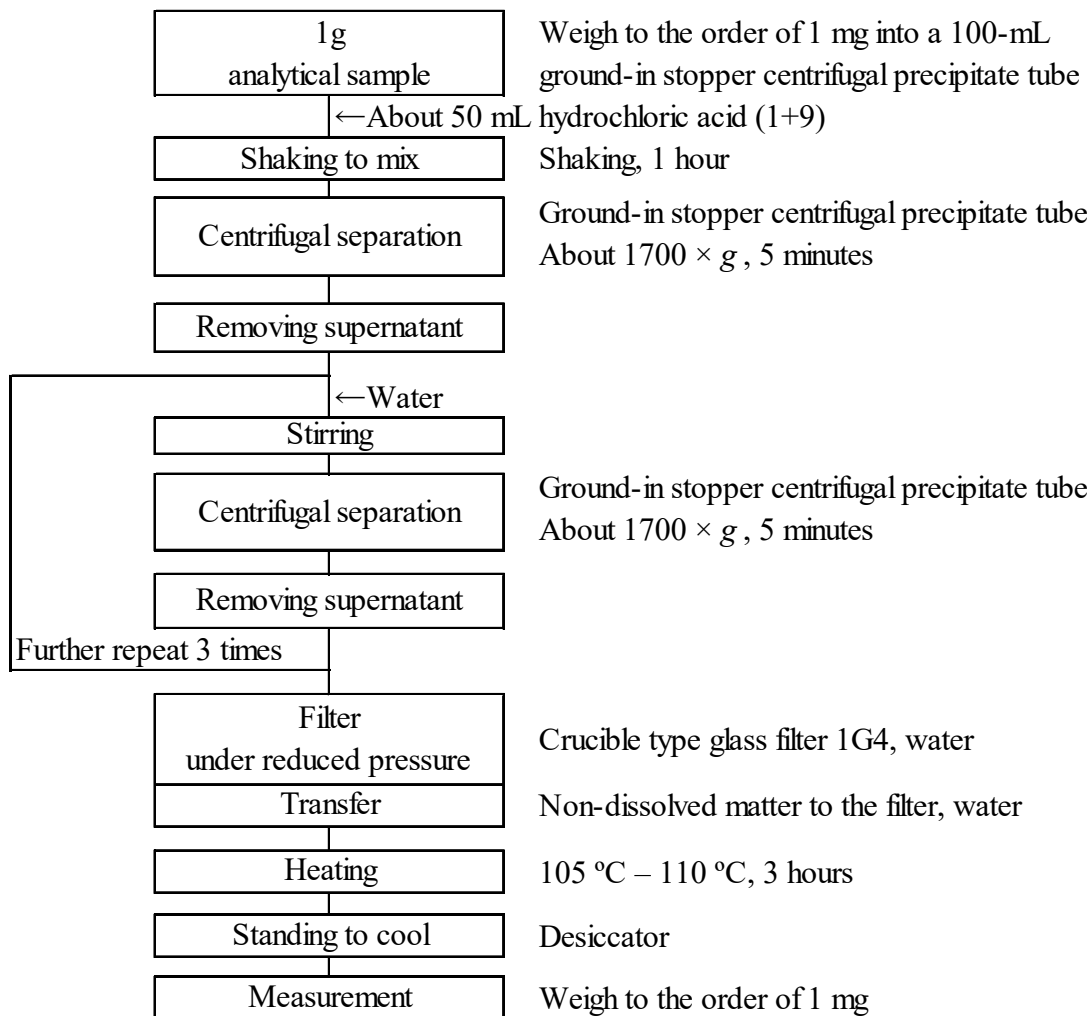 1g
analytical sample
Weigh to the order of 1 mg into a 100-mL
ground-in stopper centrifugal precipitate tube
←About 50 mL hydrochloric acid (1+9)
Shaking to mix
Shaking, 1 hour
Centrifugal separation
Ground-in stopper centrifugal precipitate tube
About 1700 × g , 5 minutes
Removing supernatant
←Water
Stirring
Centrifugal separation
Ground-in stopper centrifugal precipitate tube
About 1700 × g , 5 minutes
Removing supernatant
Further repeat 3 times
Filter
under reduced pressure
Crucible type glass filter 1G4, water
Transfer
Non-dissolved matter to the filter, water
Heating
105 ºC – 110 ºC, 3 hours
Standing to cool
Desiccator
Measurement
Weigh to the order of 1 mg